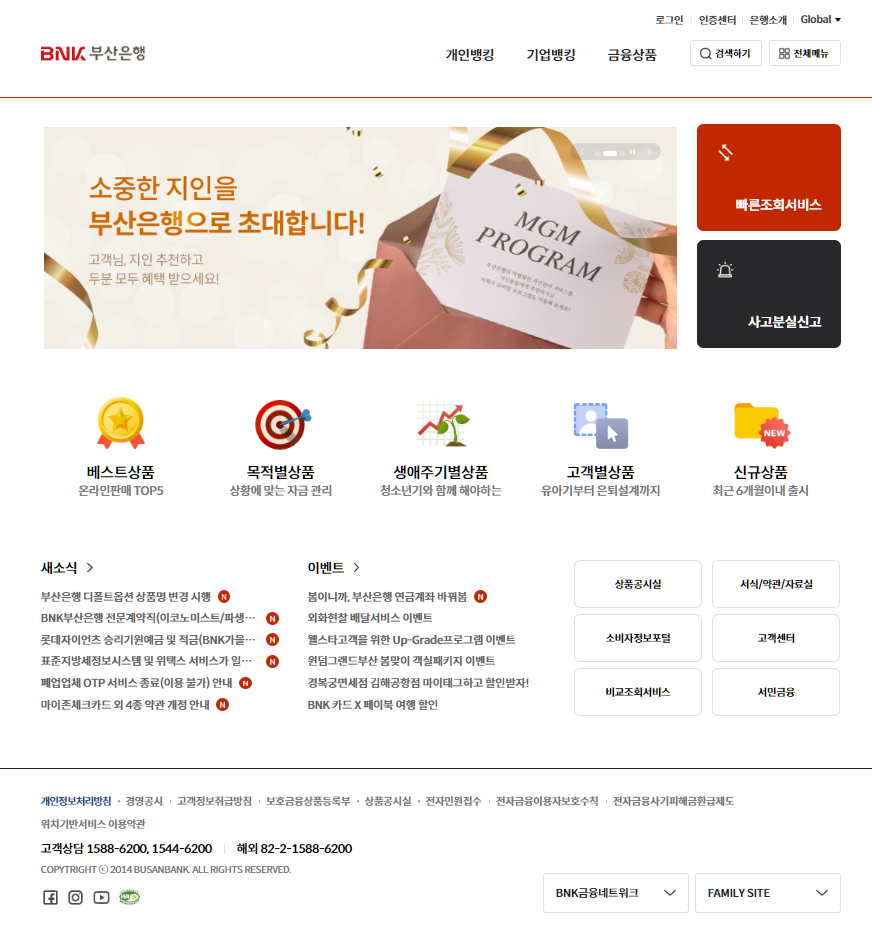 로그인 인증센터 은행소개 Global
BNK 부산은행 개인뱅킹 기업뱅킹 금융상품 검색하기 전체메뉴
소중한 지인을
부산은행으로 초대합니다!
고객님, 지인 추천하고
두분 모두 혜택 받으세요!
MGM
PROGRAM
빠른조회서비스
사고분실신고
NEW
베스트상품 목적별상품 생애주기별상품 고객별상품 신규상품
온라인판매 TOP5 상황에 맞는 자금 관리 청소년기와 함께 해야하는 유아기부터 은퇴설계까지 최근 6개월이내 출시
새소식
부산은행 디폴트옵션 상품명 변경 시행 N
BNK부산은행 전문계약직(이코노미스트/파생… N
롯데자이언츠 승리기원예금 및 적금(BNK가을… N
표준지방세정보시스템 및 위택스 서비스가 일… N
폐업업체 OTP 서비스 종료(이용 불가) 안내 N
마이존체크카드 외 4종 약관 개정 안내 N
이벤트
봄이니까, 부산은행 연금계좌 바꿔봄 N
외화현찰 배달서비스 이벤트
웰스타고객을 위한 Up-Grade프로그램 이벤트
윈덤그랜드부산 봄맞이 객실패키지 이벤트
경복궁면세점 김해공항점 마이태그하고 할인받자!
BNK 카드 X 페이북 여행 할인
상품공시실 서식/약관/자료실
소비자정보포털 고객센터
비교조회서비스 서민금융
개인정보처리방침 · 경영공시 · 고객정보취급방침 · 보호금융상품등록부 · 상품공시실 · 전자민원접수 · 전자금융이용자보호수칙 · 전자금융사기피해금환급제도
위치기반서비스 이용약관
고객상담 1588-6200, 1544-6200 해외 82-2-1588-6200
COPYTRIGHT ⓒ 2014 BUSANBANK. ALL RIGHTS RESERVED.
BNK금융네트워크 FAMILY SITE